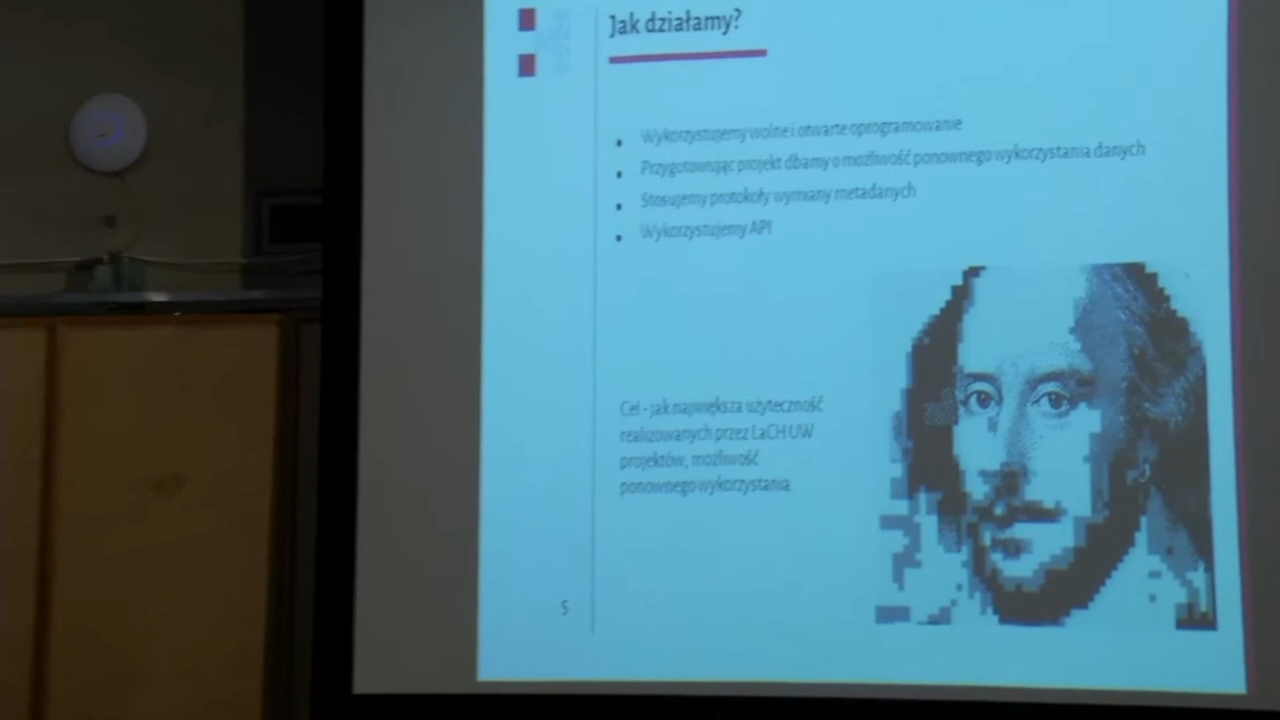 Jak działamy?
Wykorzystujemy wolne i otwarte oprogramowanie
Przygotowując projekt dbamy o możliwość ponownego wykorzystania danych
Stosujemy protokoły wymiany metadanych
Wykorzystujemy API
Cel - jak największa użyteczność
realizowanych przez LaCH UW
projektów, możliwość
ponownego wykorzystania.
5